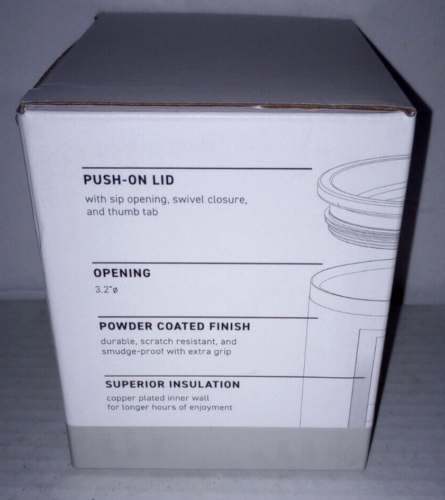 PUSH-ON LID
with sip opening, swivel closure,
and thumb tab
OPENING
3.2"ø
POWDER COATED FINISH
durable, scratch resistant, and
smudge-proof with extra grip
SUPERIOR INSULATION
copper plated inner wall
for longer hours of enjoyment